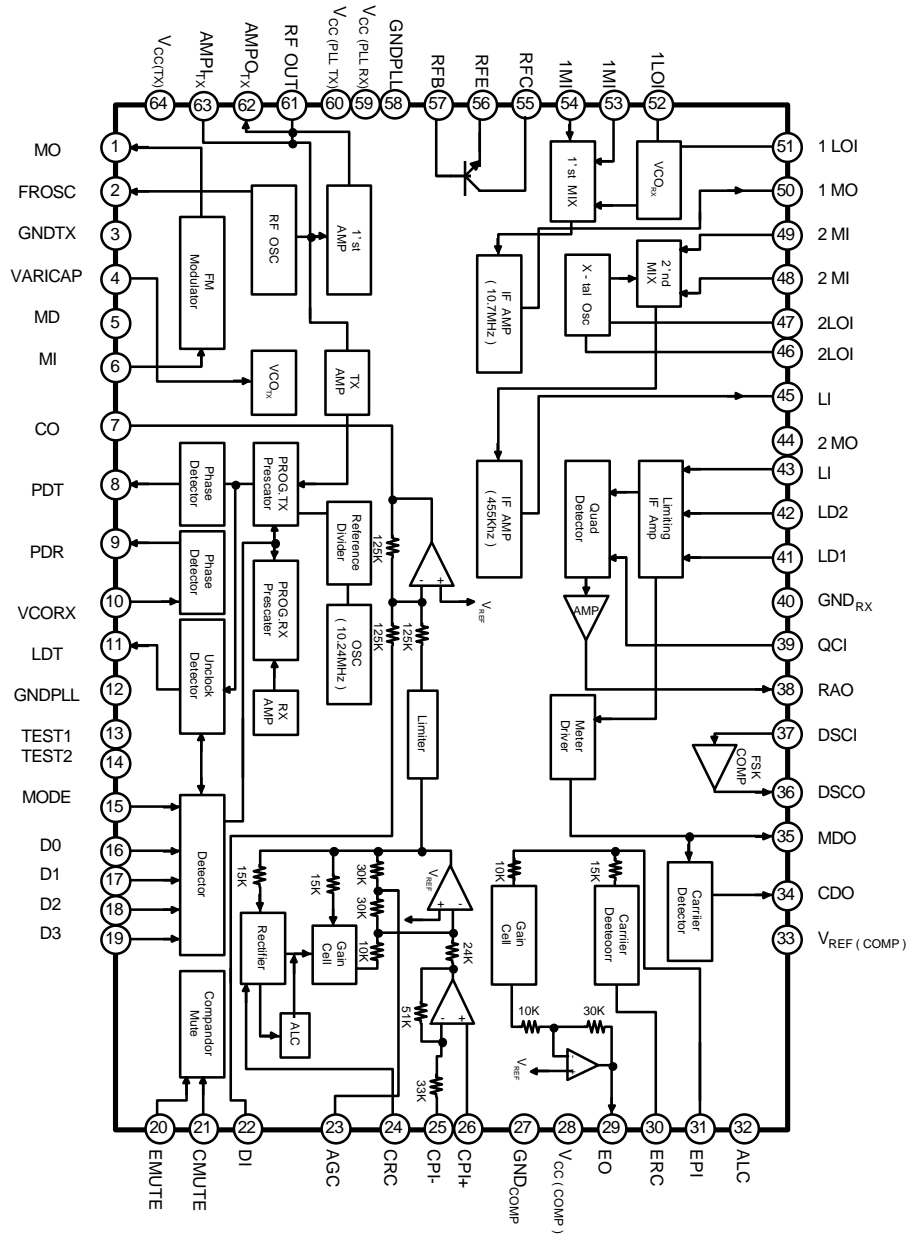 VCC(TX)
AMPITX
AMPOTX
RF OUT
VCC (PLL TX)
VCC (PLL RX)
GNDPLL
RFB
RFE
RFC
1MI
1MI
1LOI
64
63
62
61
60
59
58
57
56
55
54
53
52
MO
1
FROSC
2
GNDTX
3
VARICAP
4
MD
5
MI
6
CO
7
PDT
8
PDR
9
10
VCORX
11
LDT
GNDPLL
12
TEST1
13
TEST2
14
MODE
15
D0
16
D1
17
D2
18
D3
19
51
1 LOI
50
1 MO
49
2 MI
48
2 MI
47
2LOI
46
2LOI
45
LI
44
2 MO
43
LI
42
LD2
41
LD1
40
GNDRX
39
QCI
38
RAO
37
DSCI
36
DSCO
35
MDO
34
CDO
33
VREF ( COMP )
FM
Modulator
RF OSC
1'st
AMP
VCOTX
TX
AMP
1'st MIX
VCORX
IF AMP
( 10.7MHz )
X - tal Osc
2'nd
MIX
Phase
Detector
PROG.TX
Prescator
Reference
Divider
125K
-
+
VREF
IF AMP
( 455Khz )
Quad
Detector
Limiting
IF Amp
Phase
Detector
PROG.RX
Prescater
OSC
( 10.24MHz )
125K
125K
AMP
Unclock
Detector
RX
AMP
Limiter
Meter
Driver
FSK
COMP
Detector
15K
15K
30K
30K
10K
VREF
+
-
Rectifier
Gain
Cell
24K
ALC
51K
-
+
33K
10K
15K
Gain
Cell
Carriier
Deeteoorr
Carriier
Detector
10K
30K
VREF
-
+
Compandor
Mute
20
21
22
23
24
25
26
27
28
29
30
31
32
EMUTE
CMUTE
DI
AGC
CRC
CPI-
CPI+
GNDCOMP
VCC ( COMP )
EO
ERC
EPI
ALC